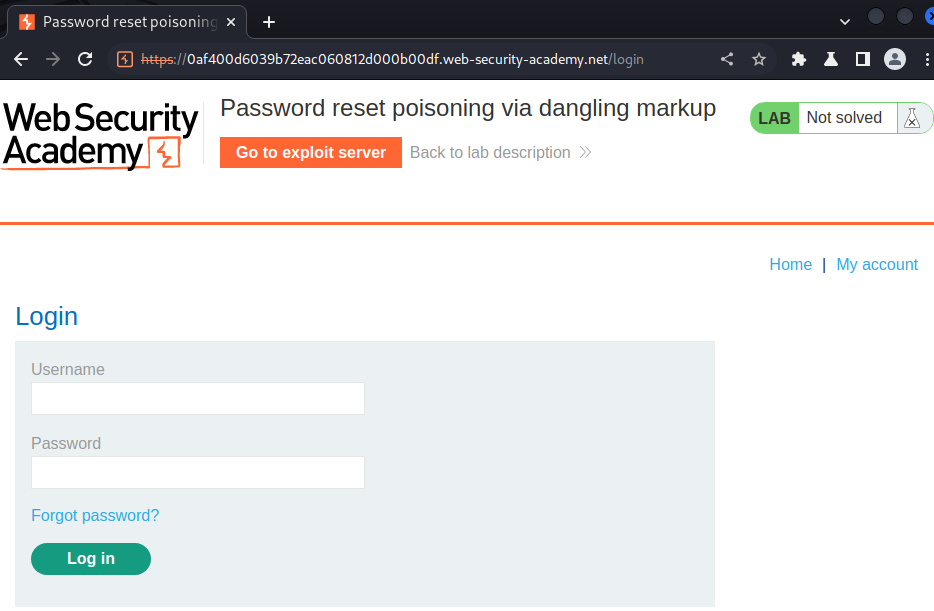 Password reset poisoning
https://0af400d6039b72eac060812d000b00df.web-security-academy.net/login
Web Security
Academy
Password reset poisoning via dangling markup
Go to exploit server
Back to lab description
LAB
Not solved
Home | My account
Login
Username
Password
Forgot password?
Log in